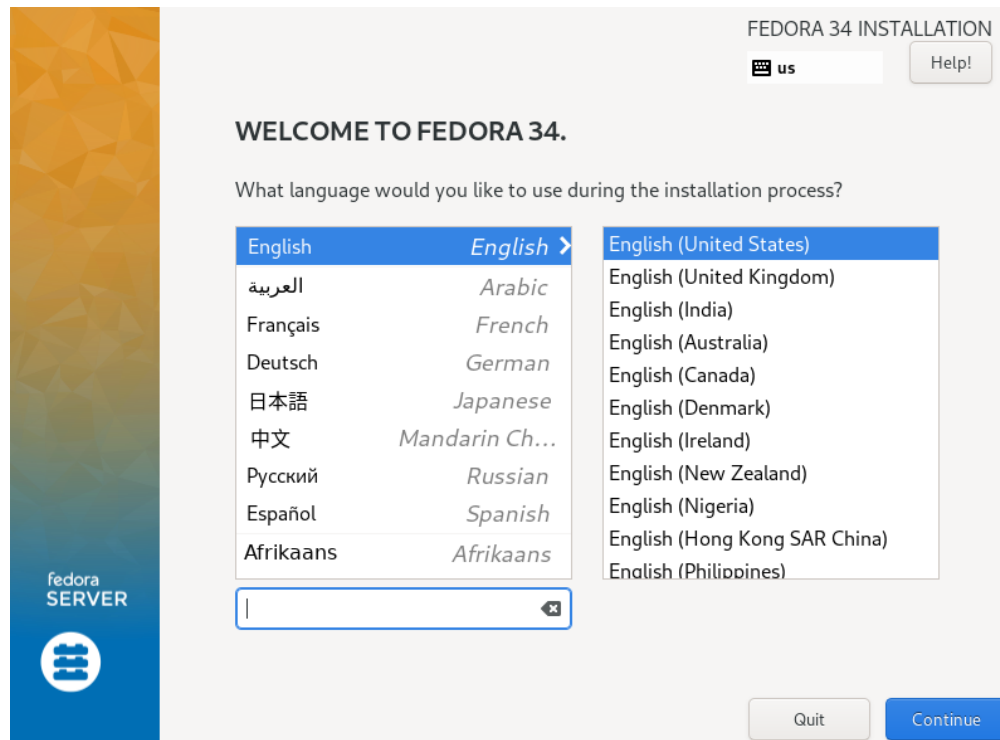 FEDORA 34 INSTALLATION
us
Help!
WELCOME TO FEDORA 34.
What language would you like to use during the installation process?
English English
العربية Arabic
Français French
Deutsch German
日本語 Japanese
中文 Mandarin Ch...
Русский Russian
Español Spanish
Afrikaans Afrikaans
English (United States)
English (United Kingdom)
English (India)
English (Australia)
English (Canada)
English (Denmark)
English (Ireland)
English (New Zealand)
English (Nigeria)
English (Hong Kong SAR China)
English (Philippines)
fedora
SERVER
Quit
Continue